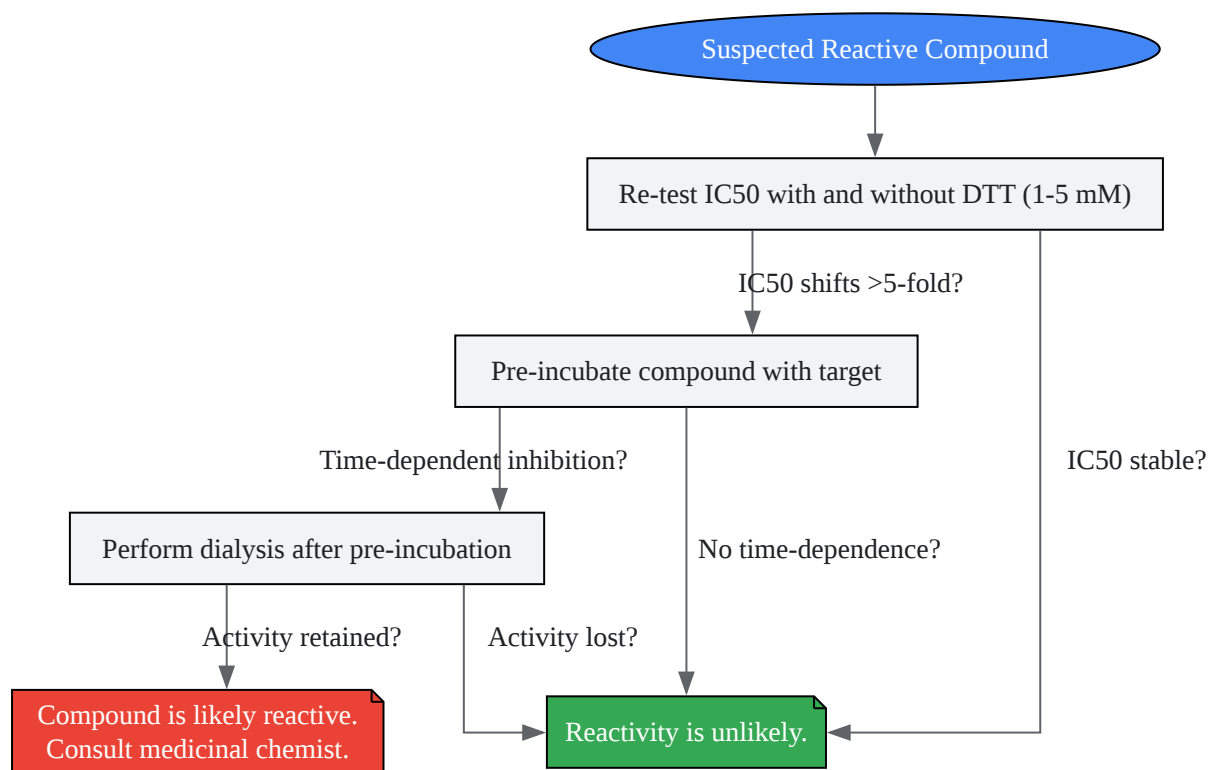 Suspected Reactive Compound
Re-test IC50 with and without DTT (1-5 mM)
IC50 shifts >5-fold?
Pre-incubate compound with target
Time-dependent inhibition?
IC50 stable?
Perform dialysis after pre-incubation
No time-dependence?
Activity retained?
Activity lost?
Compound is likely reactive.
Consult medicinal chemist.
Reactivity is unlikely.